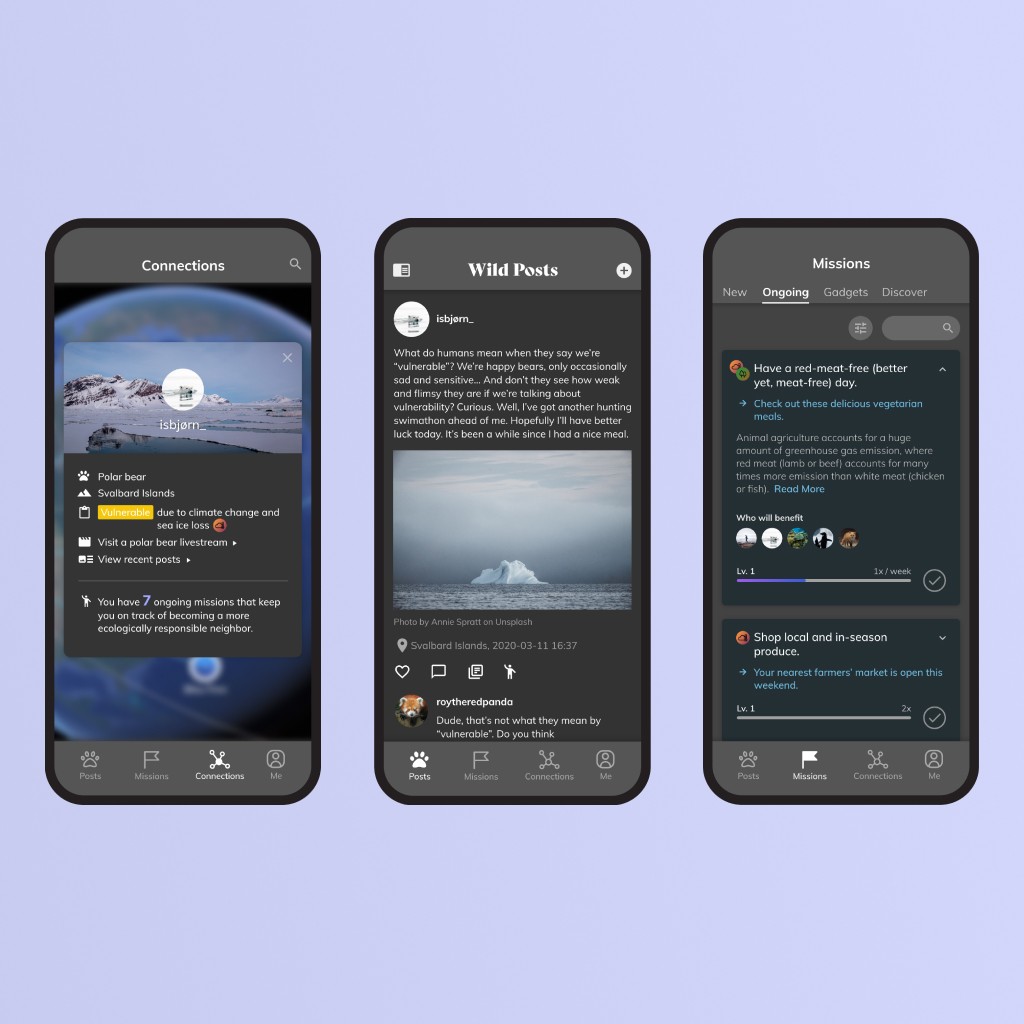 Connections
isbjørn_
Polar bear
Svalbard Islands
Vulnerable due to climate change and
sea ice loss
Visit a polar bear livestream
View recent posts
You have 7 ongoing missions that keep
you on track of becoming a more
ecologically responsible neighbor.
Posts
Missions
Connections
Me
Wild Posts
isbjørn_
What do humans mean when they say we're
"vulnerable"? We're happy bears, only occasionally
sad and sensitive... And don't they see how weak
and flimsy they are if we're talking about
vulnerability? Curious. Well, I've got another hunting
swimathon ahead of me. Hopefully I'll have better
luck today. It's been a while since I had a nice meal.
Photo by Annie Spratt on Unsplash
Svalbard Islands, 2020-03-11 16:37
roytheredpanda
Dude, that's not what they mean by
"vulnerable". Do you think
Posts
Missions
Connections
Me
Missions
New
Ongoing
Gadgets
Discover
Have a red-meat-free (better
yet, meat-free) day.
Check out these delicious vegetarian
meals.
Animal agriculture accounts for a huge
amount of greenhouse gas emission, where
red meat (lamb or beef) accounts for many
times more emission than white meat (chicken
or fish). Read More
Who will benefit
Lv. 1
1x / week
Shop local and in-season
produce.
Your nearest farmers' market is open this
weekend.
Lv. 1
2x
Posts
Missions
Connections
Me